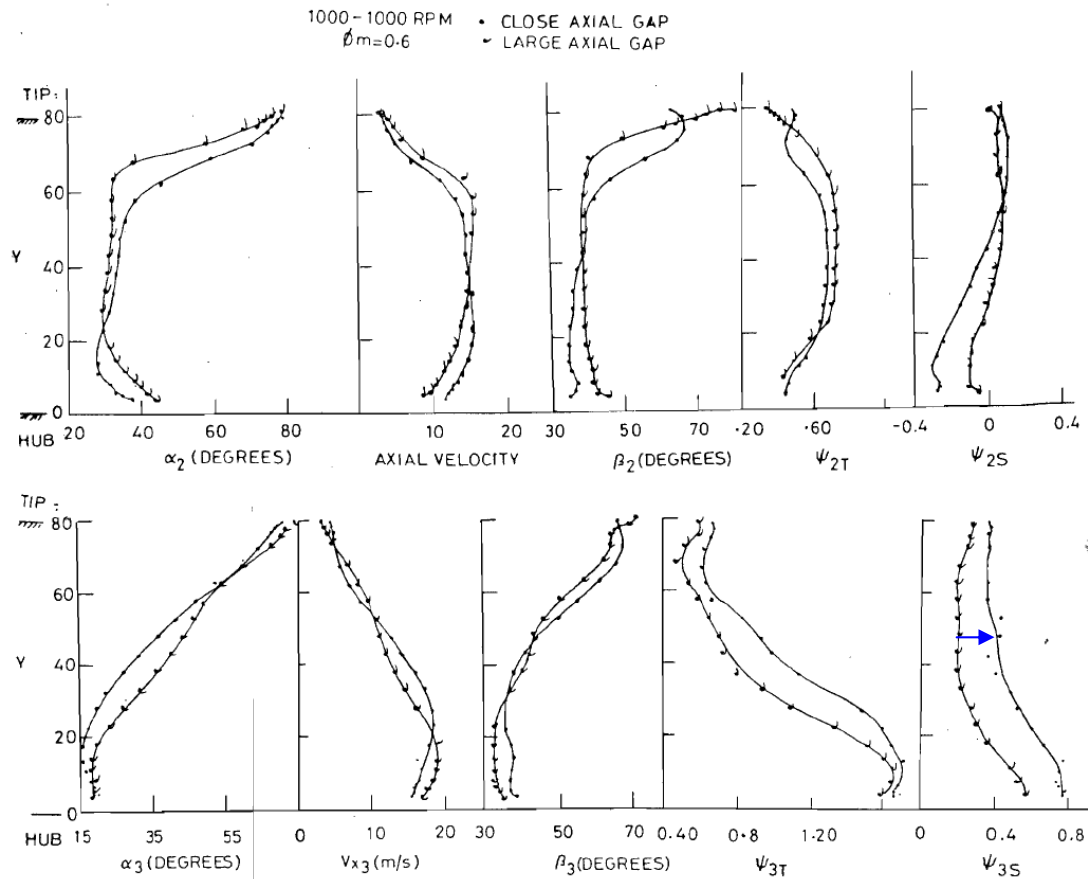 1000-1000 RPM • CLOSE AXIAL GAP
Øm=0.6 LARGE AXIAL GAP
TIP:
80
60
Y
40
20
0
HUB
20 40 60 80
10 20
30 50 70
.20 .60
-0.4 0 0.4
α2 (DEGREES) AXIAL VELOCITY β2 (DEGREES) Ψ2T Ψ2S
TIP:
80
60
Y
40
20
0
HUB
15 35 55
0 10 20
30 50 70
0.40 0.8 1.20
0 0.4 0.8
α3 (DEGREES) Vx3 (m/s) β3 (DEGREES) Ψ3T Ψ3S